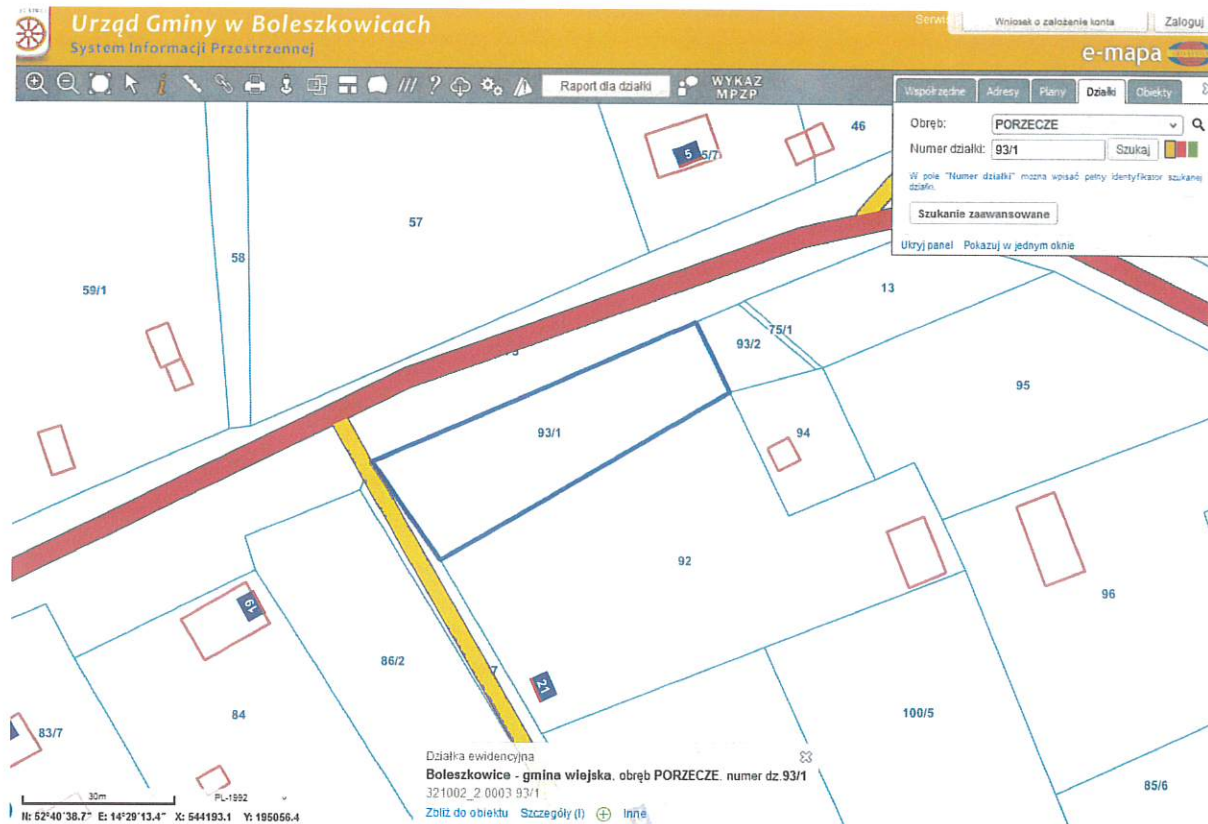 Urząd Gminy w Boleszkowicach
System Informacji Przestrzennej
Serwis
Wniosek o założenie konta
Zaloguj
e-mapa
Raport dla działki
WYKAZ
MPZP
Współrzędne Adresy Plany Działki Obiekty
Obręb: PORZECZE
Numer działki: 93/1 Szukaj
W pole "Numer działki" można wpisać pełny identyfikator szukanej
działki.
Szukanie zaawansowane
Ukryj panel Pokazuj w jednym oknie
46
5
5/7
57
58
59/1
13
75/1
93/2
95
93/1
94
92
96
19
86/2
7
21
84
83/7
100/5
85/6
Działka ewidencyjna
Boleszkowice - gmina wiejska, obręb PORZECZE, numer dz.93/1
321002_2.0003.93/1
Zbliż do obiektu Szczegóły (I) Inne
30m
PL-1992
N: 52°40'38.7" E: 14°29'13.4" X: 544193.1 Y: 195056.4